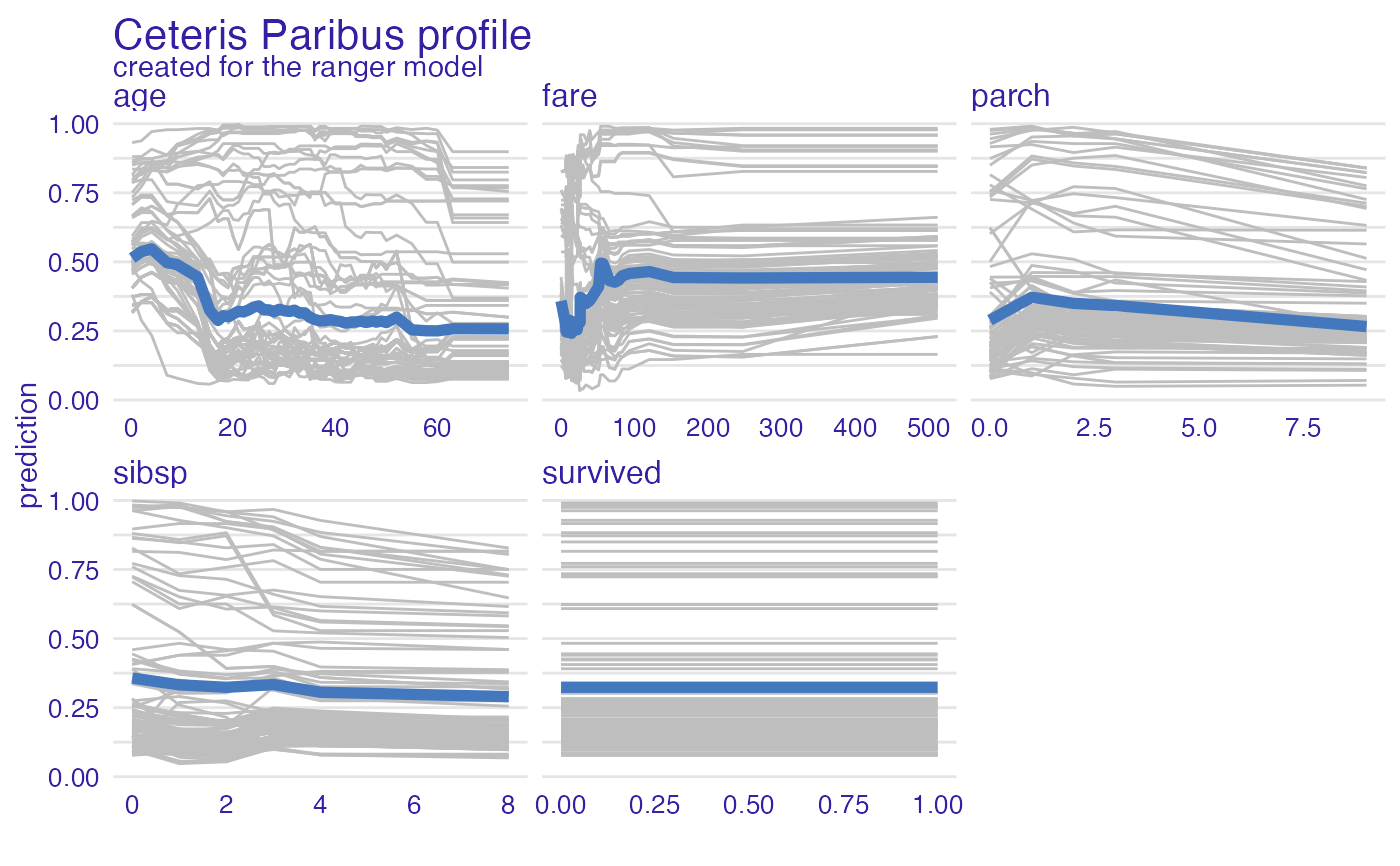 Ceteris Paribus profile
created for the ranger model
age fare parch
1.00
0.75
0.50
0.25
0.00
0 20 40 60 0 100 200 300 400 500 0.0 2.5 5.0 7.5
prediction
sibsp survived
1.00
0.75
0.50
0.25
0.00
0 2 4 6 8 0.00 0.25 0.50 0.75 1.00